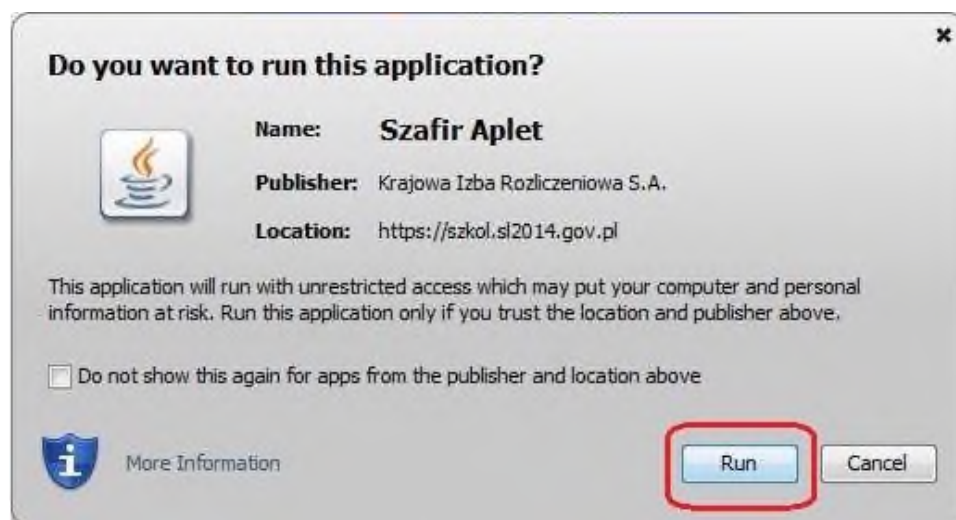 Do you want to run this application?
Name: Szafir Aplet
Publisher: Krajowa Izba Rozliczeniowa S.A.
Location: https://szkol.sl2014.gov.pl
This application will run with unrestricted access which may put your computer and personal
information at risk. Run this application only if you trust the location and publisher above.
Do not show this again for apps from the publisher and location above
More Information
Run Cancel